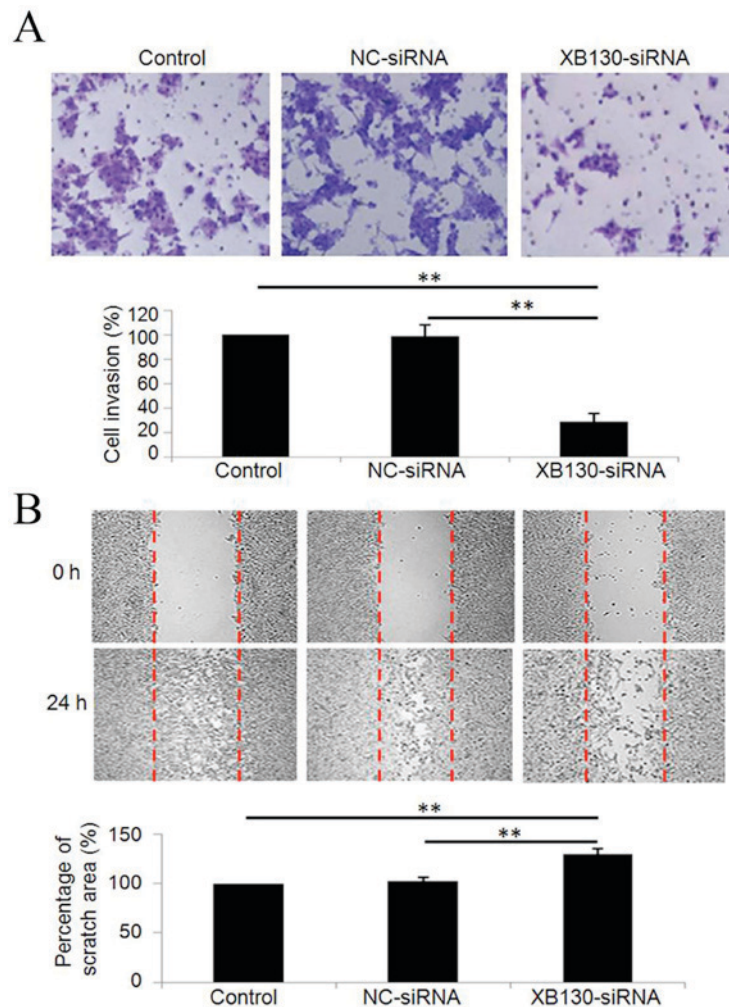 A
Control NC-siRNA XB130-siRNA
**
**
Cell invasion (%)
120
100
80
60
40
20
0
Control NC-siRNA XB130-siRNA
B
0 h
24 h
**
**
Percentage of
scratch area (%)
150
100
50
0
Control NC-siRNA XB130-siRNA